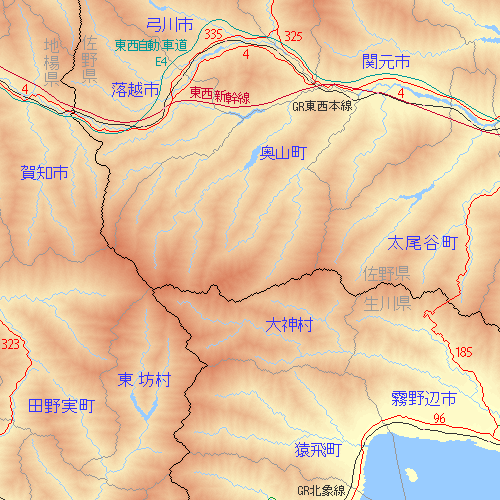 弓川市
335
325
地楊県
佐野県
東西自動車道
4
E4
関元市
落越市
4
東西新幹線
4
GR東西本線
奥山町
賀知市
太尾谷町
佐野県
生川県
大神村
323
185
東坊村
田野実町
霧野辺市
96
猿飛町
GR北象線